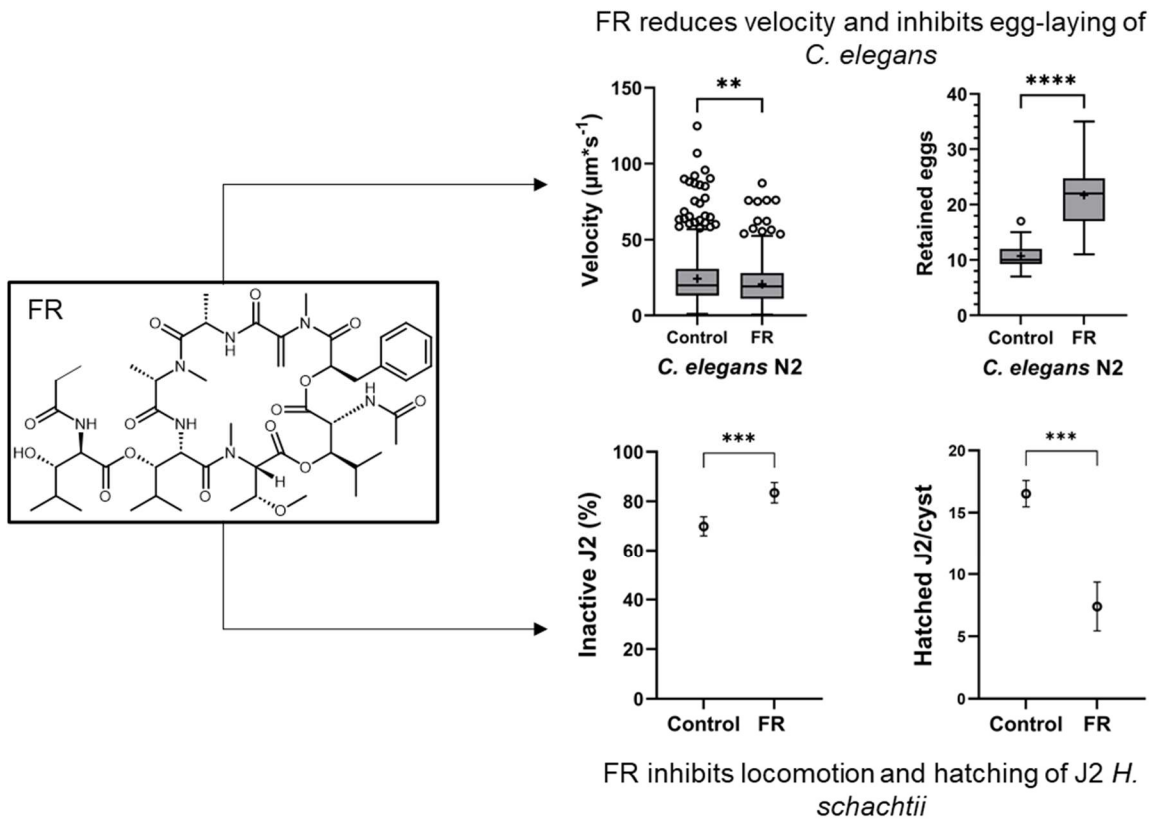 FR reduces velocity and inhibits egg-laying of
C. elegans
150
100
50
0
Velocity (µm*s⁻¹)
**
Control FR
C. elegans N2
40
30
20
10
0
Retained eggs
****
Control FR
C. elegans N2
FR
O
O
N
N
H
O
N
O
O
O
O
N
H
O
O
NH
HO
O
O
O
NH
O
N
O
O
H
O
100
80
60
40
20
0
Inactive J2 (%)
***
Control FR
20
15
10
5
0
Hatched J2/cyst
***
Control FR
FR inhibits locomotion and hatching of J2 H.
schachtii